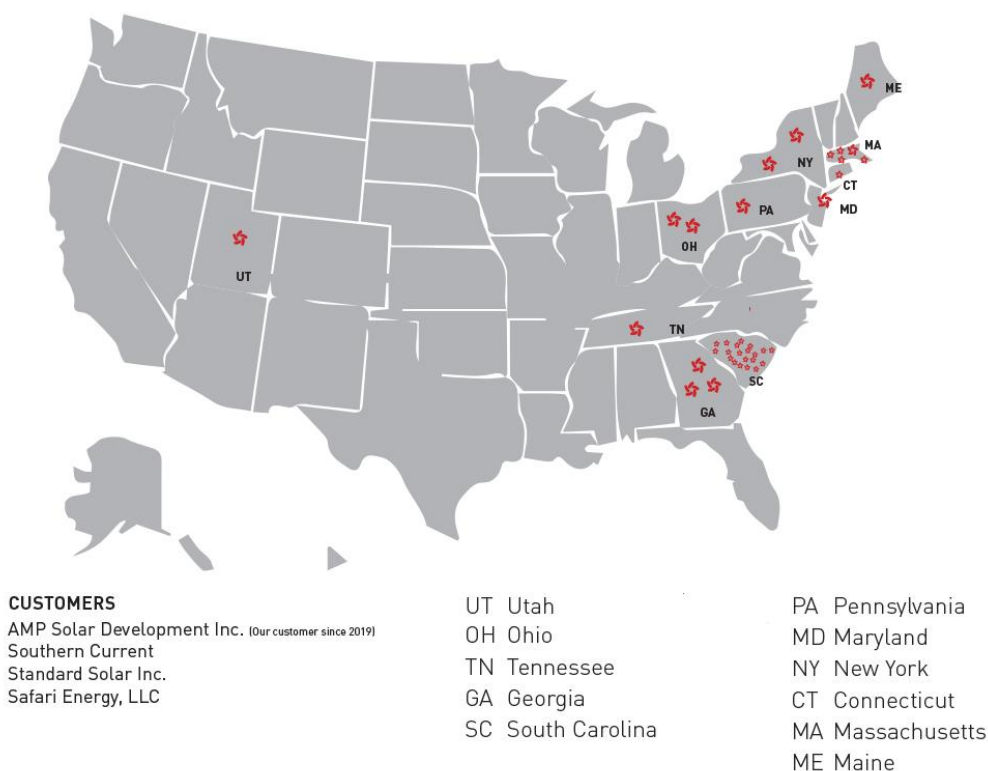 ME
MA
NY
CT
PA
MD
OH
UT
TN
SC
GA
CUSTOMERS
AMP Solar Development Inc. (Our customer since 2019)
Southern Current
Standard Solar Inc.
Safari Energy, LLC
UT Utah
OH Ohio
TN Tennessee
GA Georgia
SC South Carolina
PA Pennsylvania
MD Maryland
NY New York
CT Connecticut
MA Massachusetts
ME Maine